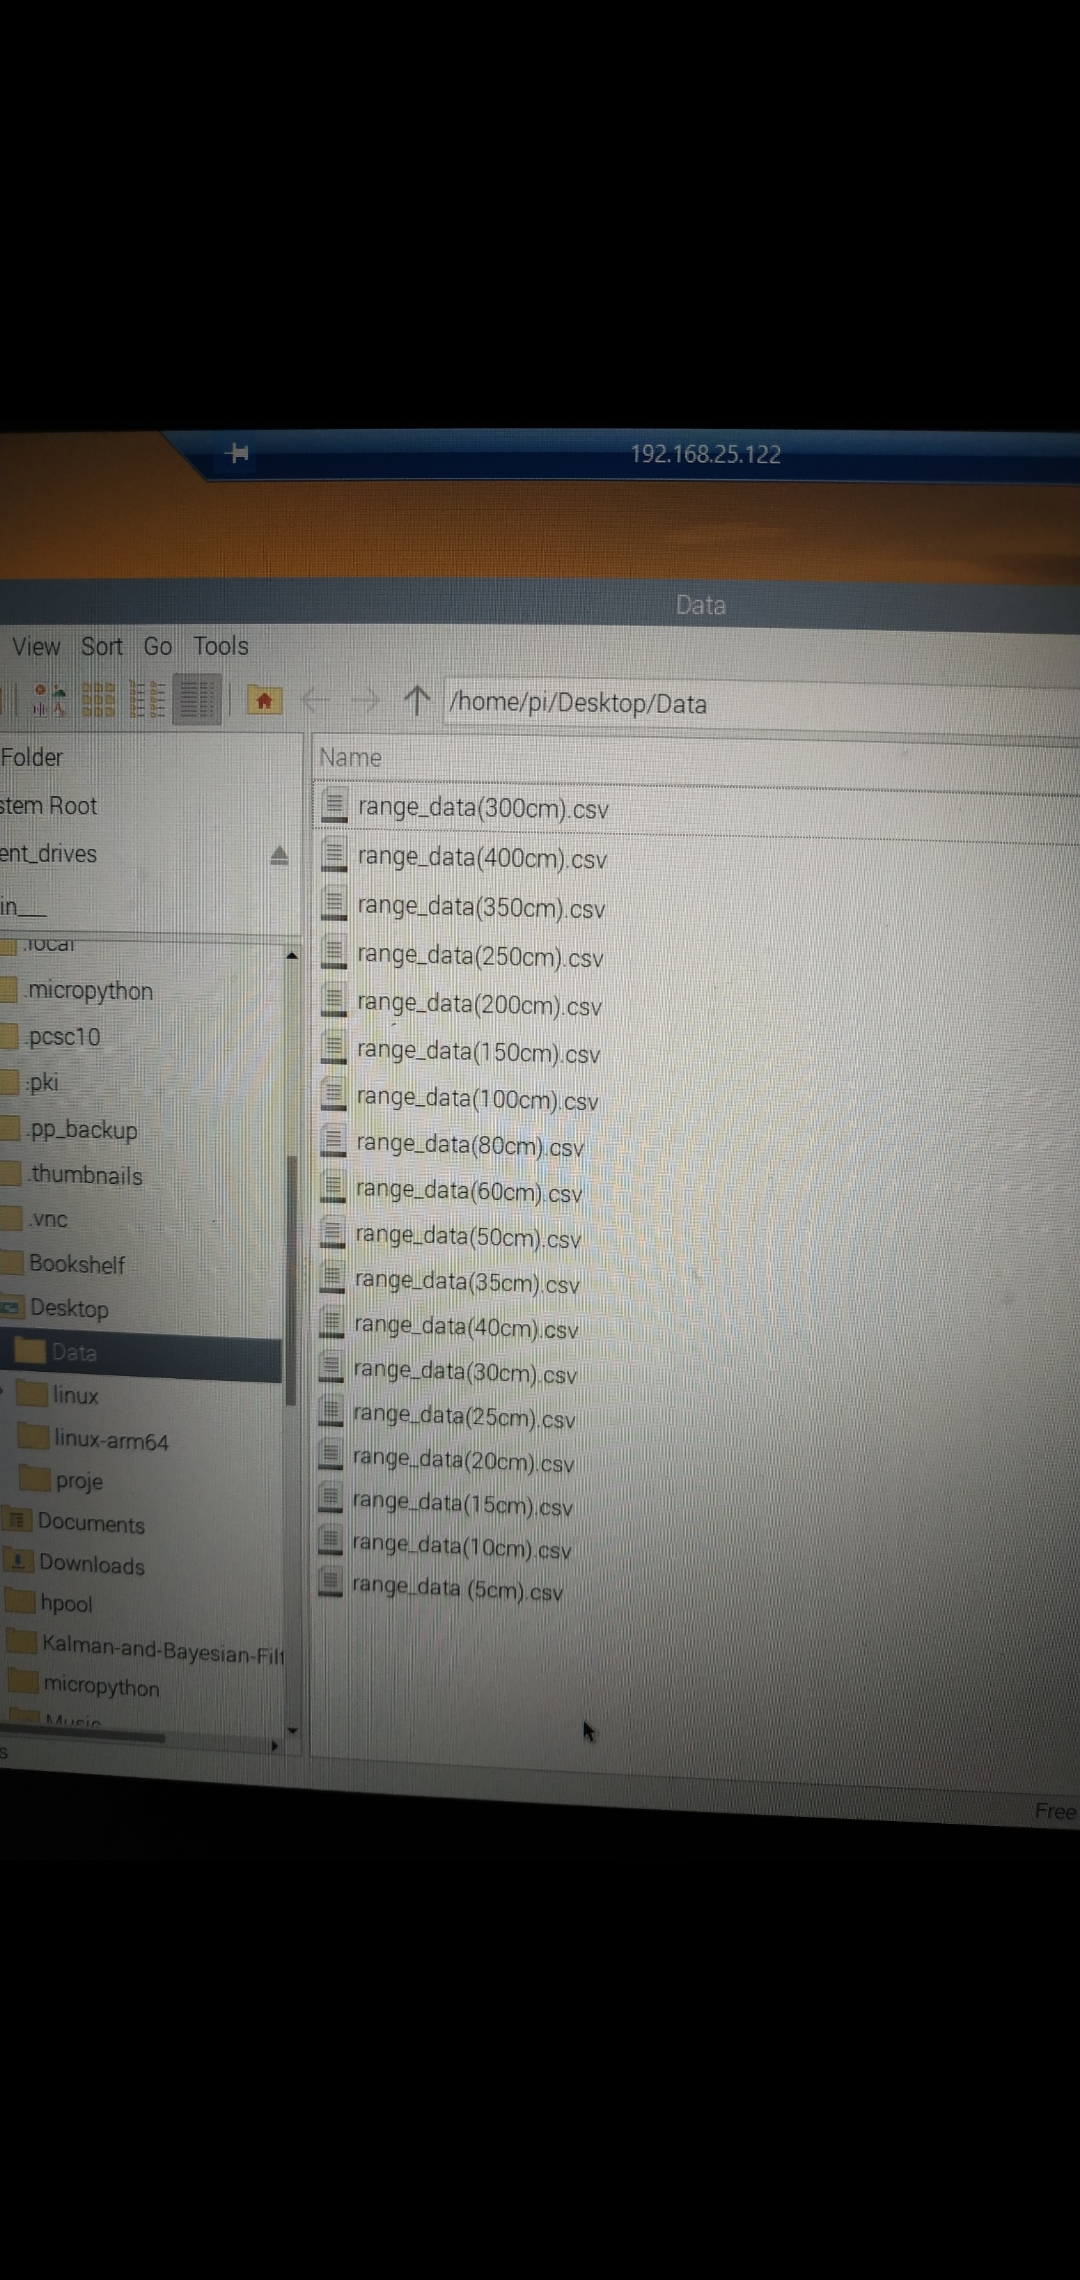 192.168.25.122
Data
View Sort Go Tools
/home/pi/Desktop/Data
Folder
stem Root
ent_drives
in__
.local
.micropython
.pcsc10
.pki
.pp_backup
.thumbnails
.vnc
Bookshelf
Desktop
Data
linux
linux-arm64
proje
Documents
Downloads
hpool
Kalman-and-Bayesian-Filt
micropython
Music
s
Name
range_data(300cm).csv
range_data(400cm).csv
range_data(350cm).csv
range_data(250cm).csv
range_data(200cm).csv
range_data(150cm).csv
range_data(100cm).csv
range_data(80cm).csv
range_data(60cm).csv
range_data(50cm).csv
range_data(35cm).csv
range_data(40cm).csv
range_data(30cm).csv
range_data(25cm).csv
range_data(20cm).csv
range_data(15cm).csv
range_data(10cm).csv
range_data (5cm).csv
Free